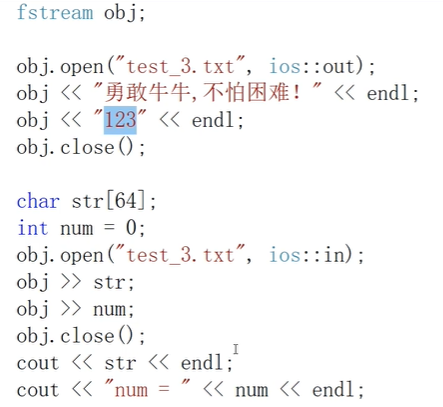 fstream obj;
obj.open("test_3.txt", ios::out);
obj << "勇敢牛牛,不怕困难！" << endl;
obj << "123" << endl;
obj.close();
char str[64];
int num = 0;
obj.open("test_3.txt", ios::in);
obj >> str;
obj >> num;
obj.close();
cout << str << endl;
cout << "num = " << num << endl;